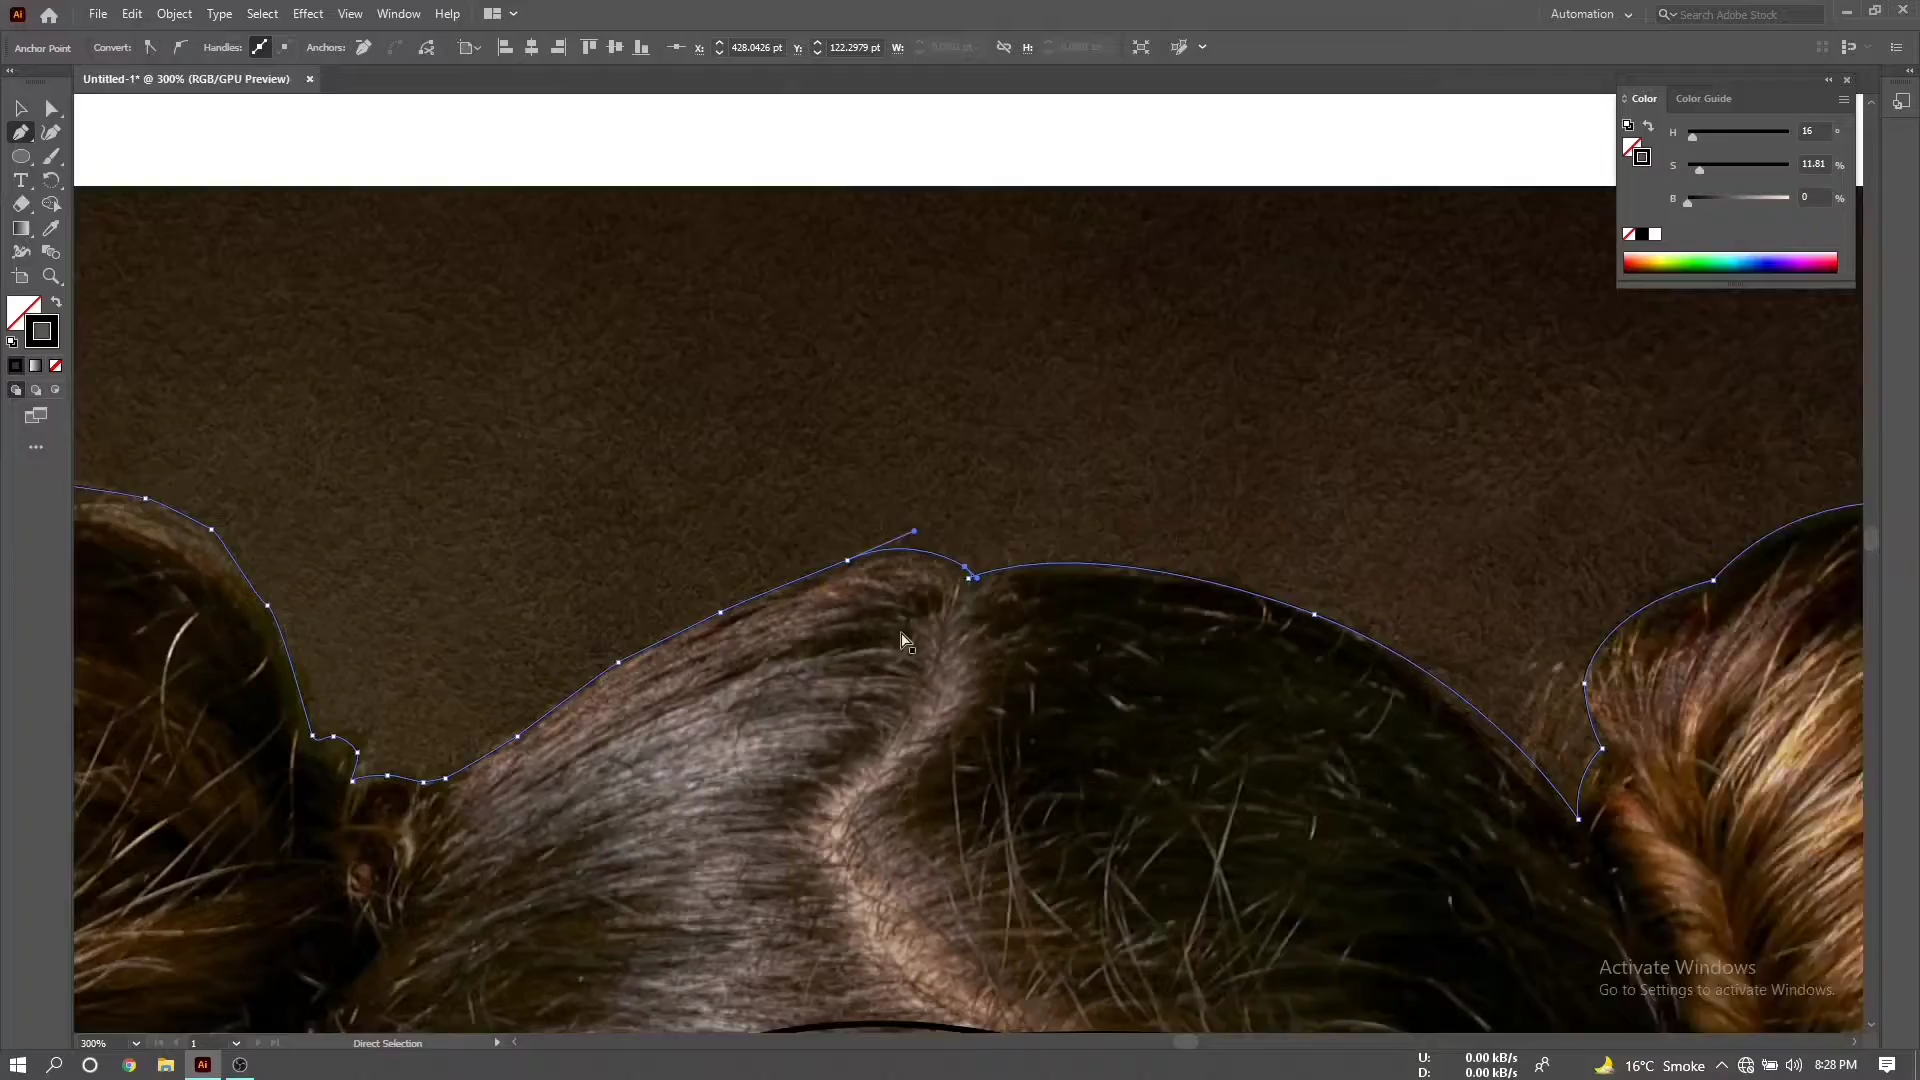 Ai File Edit Object Type Select Effect View Window Help Automation Search Adobe Stock
Anchor Point Convert: Handles: Anchors: X: 428.0426 pt Y: 122.2979 pt W: H:
Untitled-1* @ 300% (RGB/GPU Preview)
Color Color Guide
H 16 °
S 11.81 %
B 0 %
Activate Windows
Go to Settings to activate Windows.
300% 1 Direct Selection
Ai U: 0.00 kB/s
D: 0.00 kB/s
16°C Smoke 8:28 PM